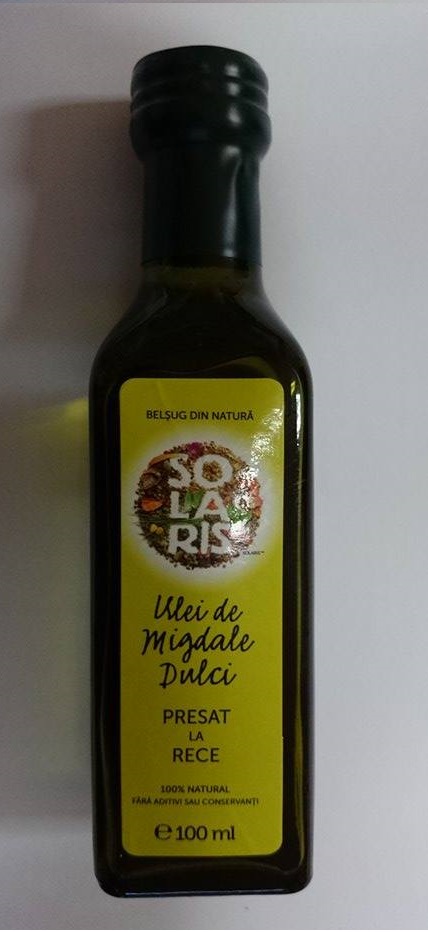 BELȘUG DIN NATURĂ
SO
LA
RIS
SOLARIS™
Ulei de
Migdale
Dulci
PRESAT
LA
RECE
100% NATURAL
FĂRĂ ADITIVI SAU CONSERVANȚI
℮ 100 ml